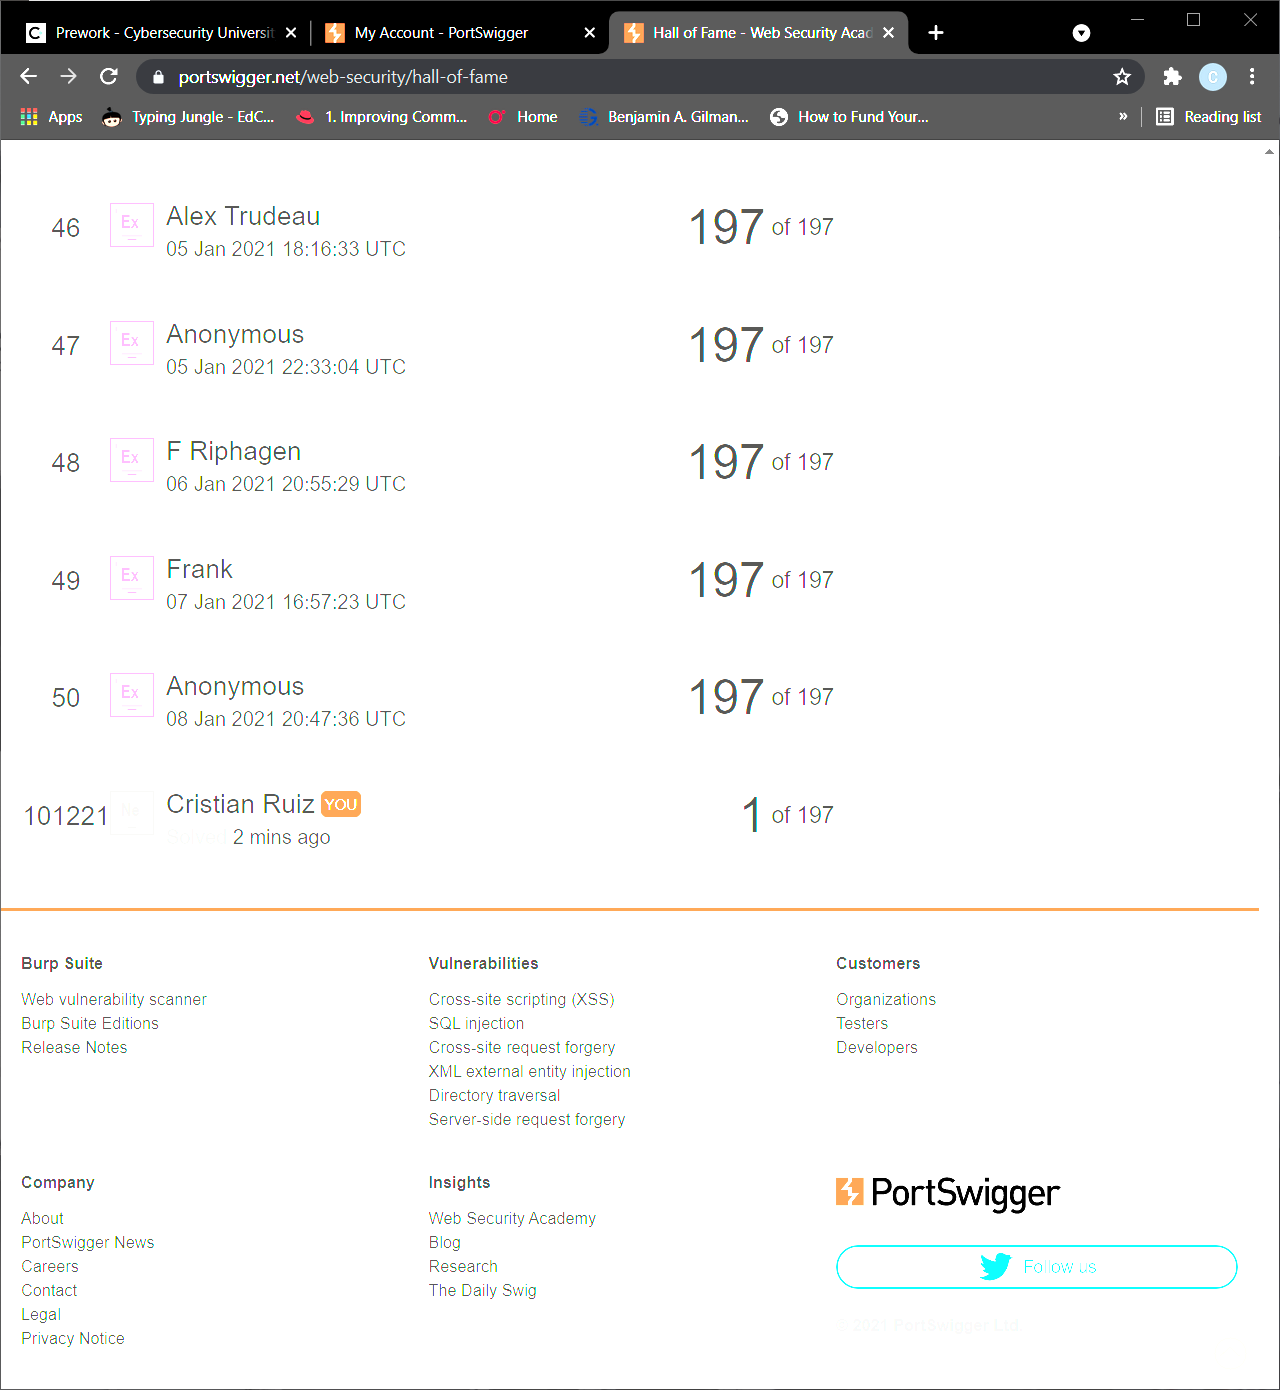 Prework - Cybersecurity Universit
My Account - PortSwigger
Hall of Fame - Web Security Acad
portswigger.net/web-security/hall-of-fame
C
Apps
Typing Jungle - EdC...
1. Improving Comm...
Home
Benjamin A. Gilman...
How to Fund Your...
»
Reading list
46 Ex Alex Trudeau 197 of 197
05 Jan 2021 18:16:33 UTC
47 Ex Anonymous 197 of 197
05 Jan 2021 22:33:04 UTC
48 Ex F Riphagen 197 of 197
06 Jan 2021 20:55:29 UTC
49 Ex Frank 197 of 197
07 Jan 2021 16:57:23 UTC
50 Ex Anonymous 197 of 197
08 Jan 2021 20:47:36 UTC
101221 Cristian Ruiz YOU 1 of 197
2 mins ago
Burp Suite
Web vulnerability scanner
Burp Suite Editions
Release Notes
Vulnerabilities
Cross-site scripting (XSS)
SQL injection
Cross-site request forgery
XML external entity injection
Directory traversal
Server-side request forgery
Customers
Organizations
Testers
Developers
Company
About
PortSwigger News
Careers
Contact
Legal
Privacy Notice
Insights
Web Security Academy
Blog
Research
The Daily Swig
PortSwigger
Follow us